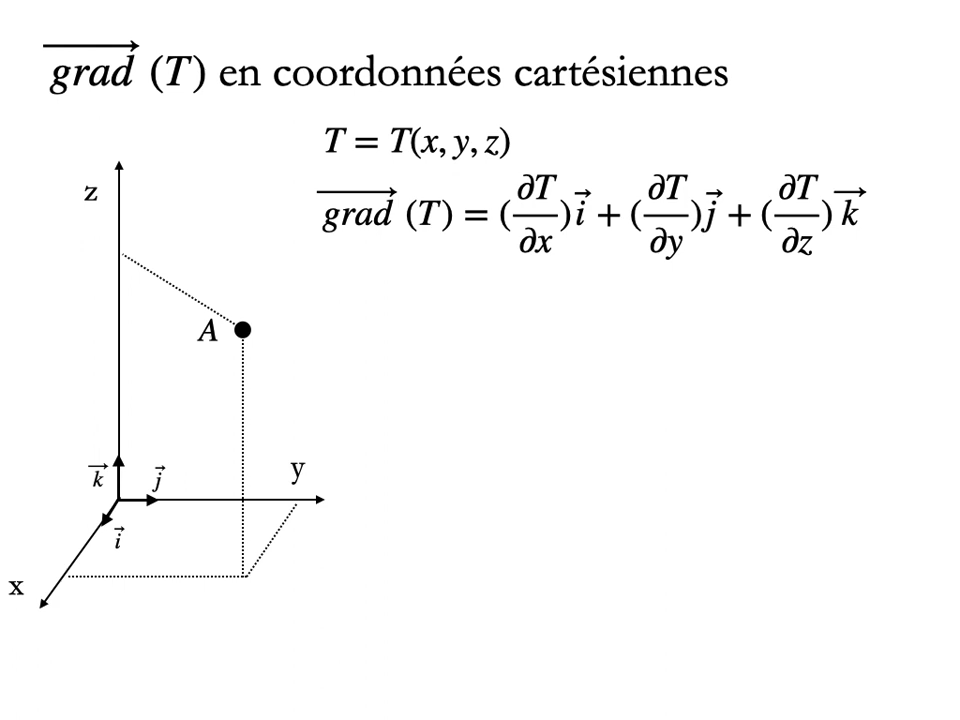 grad⃗ (T) en coordonnées cartésiennes
T = T(x, y, z)
grad⃗ (T) = (∂T/∂x)i⃗ + (∂T/∂y)j⃗ + (∂T/∂z)k⃗
z
A
y
k⃗
j⃗
i⃗
x